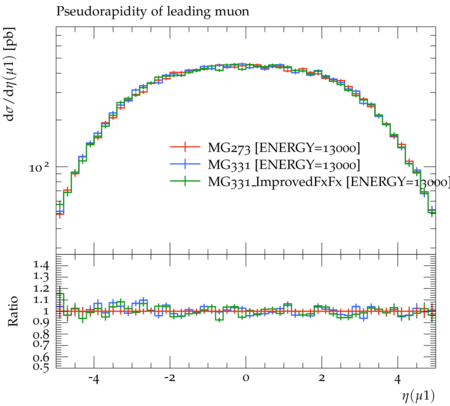 Pseudorapidity of leading muon
dσ/dη(μ1) [pb]
10²
MG273 [ENERGY=13000]
MG331 [ENERGY=13000]
MG331_ImprovedFxFx [ENERGY=13000]
Ratio
1.4
1.3
1.2
1.1
1
0.9
0.8
0.7
0.6
0.5
-4 -2 0 2 4
η(μ1)